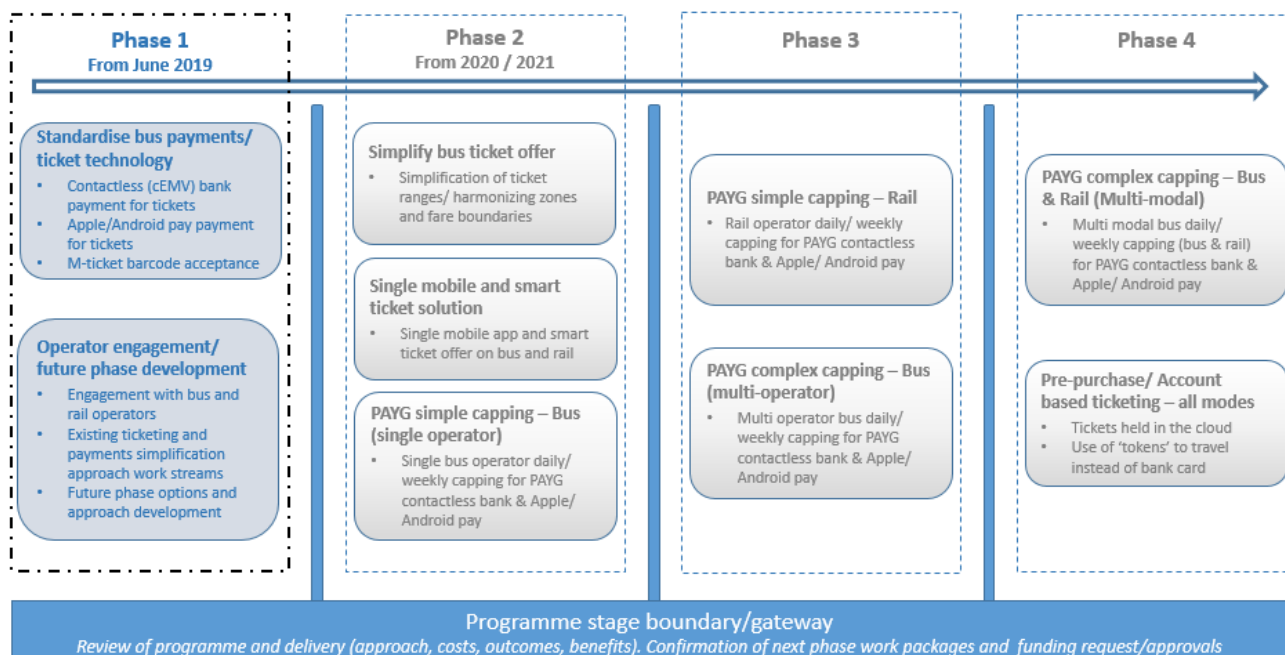 Phase 1
From June 2019
Standardise bus payments/
ticket technology
• Contactless (cEMV) bank
payment for tickets
• Apple/Android pay payment
for tickets
• M-ticket barcode acceptance
Operator engagement/
future phase development
• Engagement with bus and
rail operators
• Existing ticketing and
payments simplification
approach work streams
• Future phase options and
approach development
Phase 2
From 2020 / 2021
Simplify bus ticket offer
• Simplification of ticket
ranges/ harmonizing zones
and fare boundaries
Single mobile and smart
ticket solution
• Single mobile app and smart
ticket offer on bus and rail
PAYG simple capping – Bus
(single operator)
• Single bus operator daily/
weekly capping for PAYG
contactless bank & Apple/
Android pay
Phase 3
PAYG simple capping – Rail
• Rail operator daily/ weekly
capping for PAYG contactless
bank & Apple/ Android pay
PAYG complex capping – Bus
(multi-operator)
• Multi operator bus daily/
weekly capping for PAYG
contactless bank & Apple/
Android pay
Phase 4
PAYG complex capping – Bus
& Rail (Multi-modal)
• Multi modal bus daily/
weekly capping (bus & rail)
for PAYG contactless bank &
Apple/ Android pay
Pre-purchase/ Account
based ticketing – all modes
• Tickets held in the cloud
• Use of ‘tokens’ to travel
instead of bank card
Programme stage boundary/gateway
Review of programme and delivery (approach, costs, outcomes, benefits). Confirmation of next phase work packages and funding request/approvals